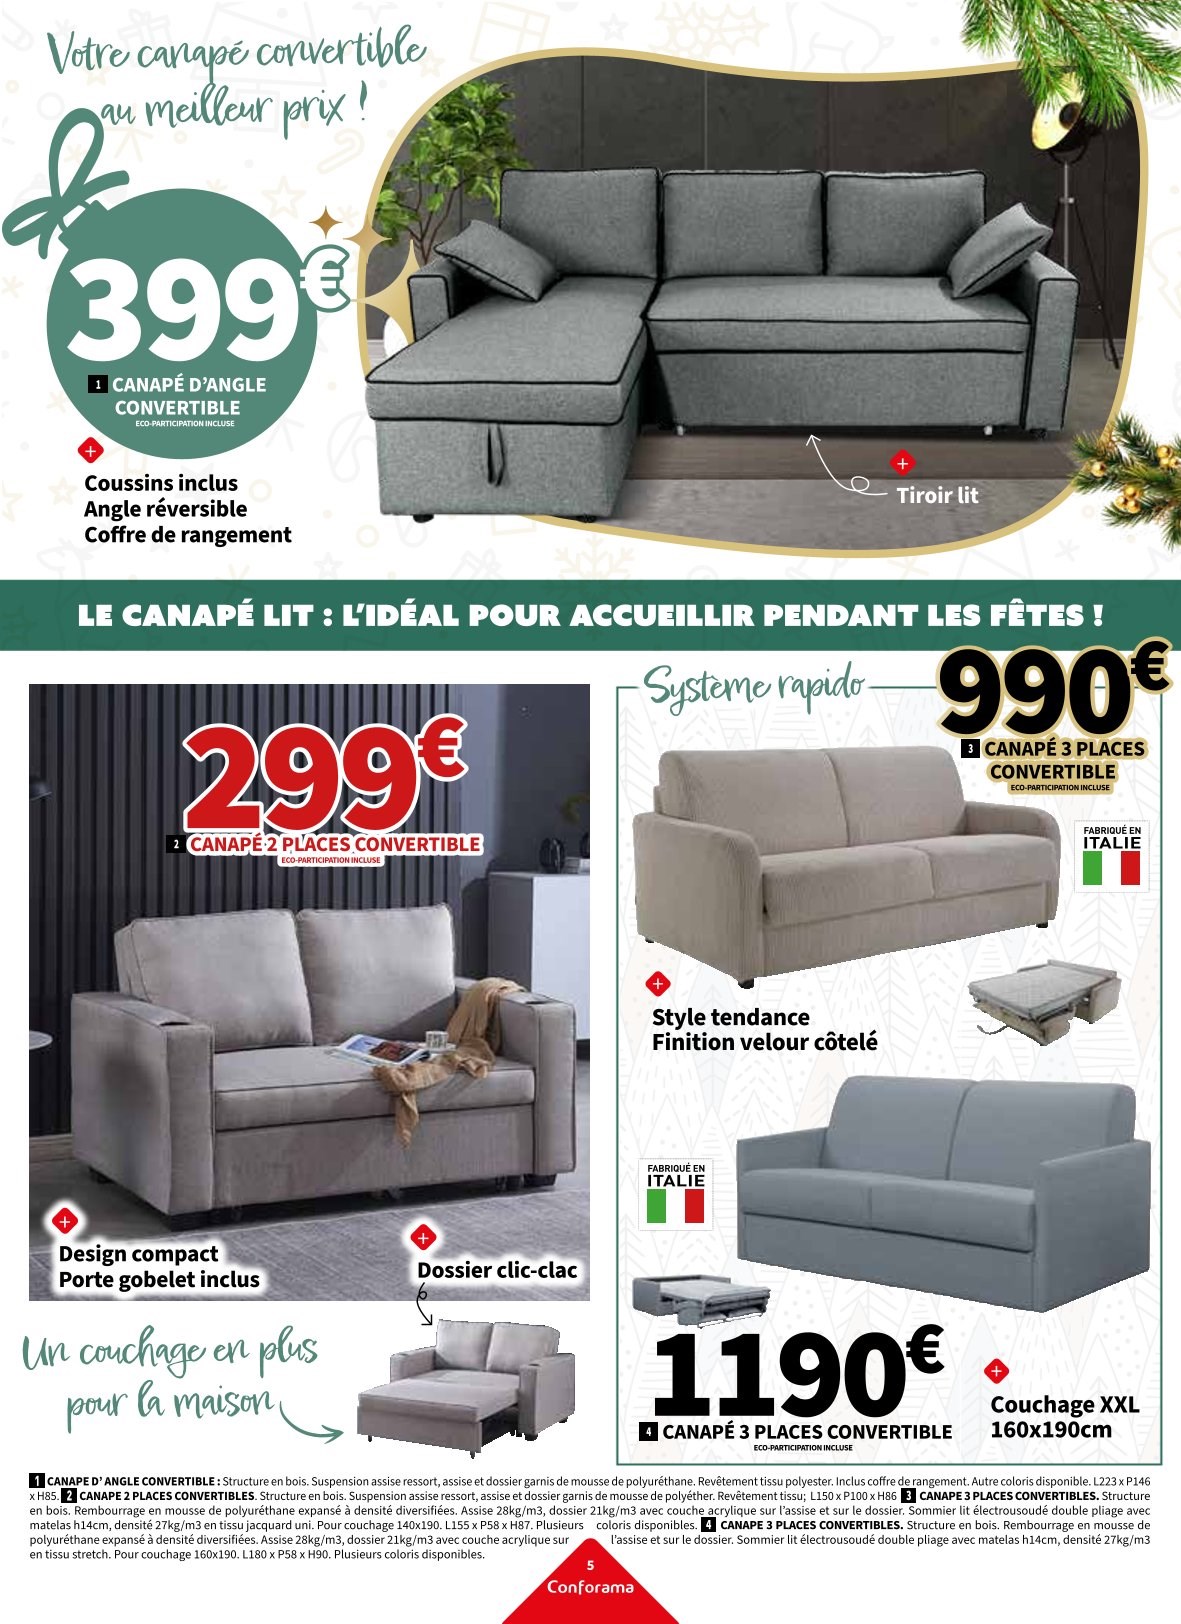 Votre canapé convertible
au meilleur prix !
399€
1 CANAPÉ D'ANGLE
CONVERTIBLE
ECO-PARTICIPATION INCLUSE
+
Coussins inclus
Angle réversible
Coffre de rangement
+
Tiroir lit
LE CANAPÉ LIT : L'IDÉAL POUR ACCUEILLIR PENDANT LES FÊTES !
299€
2 CANAPÉ 2 PLACES CONVERTIBLE
ECO-PARTICIPATION INCLUSE
+
Design compact
Porte gobelet inclus
+
Dossier clic-clac
Un couchage en plus
pour la maison
Système rapido
990€
3 CANAPÉ 3 PLACES
CONVERTIBLE
ECO-PARTICIPATION INCLUSE
FABRIQUÉ EN
ITALIE
+
Style tendance
Finition velour côtelé
FABRIQUÉ EN
ITALIE
1190€
4 CANAPÉ 3 PLACES CONVERTIBLE
ECO-PARTICIPATION INCLUSE
+
Couchage XXL
160x190cm
1 CANAPE D' ANGLE CONVERTIBLE : Structure en bois. Suspension assise ressort, assise et dossier garnis de mousse de polyuréthane. Revêtement tissu polyester. Inclus coffre de rangement. Autre coloris disponible. L223 x P146
x H85. 2 CANAPE 2 PLACES CONVERTIBLES. Structure en bois. Suspension assise ressort, assise et dossier garnis de mousse de polyéther. Revêtement tissu; L150 x P100 x H86 3 CANAPE 3 PLACES CONVERTIBLES. Structure
en bois. Rembourrage en mousse de polyuréthane expansé à densité diversifiées. Assise 28kg/m3, dossier 21kg/m3 avec couche acrylique sur l'assise et sur le dossier. Sommier lit électrousoudé double pliage avec
matelas h14cm, densité 27kg/m3 en tissu jacquard uni. Pour couchage 140x190. L155 x P58 x H87. Plusieurs coloris disponibles. 4 CANAPE 3 PLACES CONVERTIBLES. Structure en bois. Rembourrage en mousse de
polyuréthane expansé à densité diversifiées. Assise 28kg/m3, dossier 21kg/m3 avec couche acrylique sur l'assise et sur le dossier. Sommier lit électrousoudé double pliage avec matelas h14cm, densité 27kg/m3
en tissu stretch. Pour couchage 160x190. L180 x P58 x H90. Plusieurs coloris disponibles.
5
Conforama